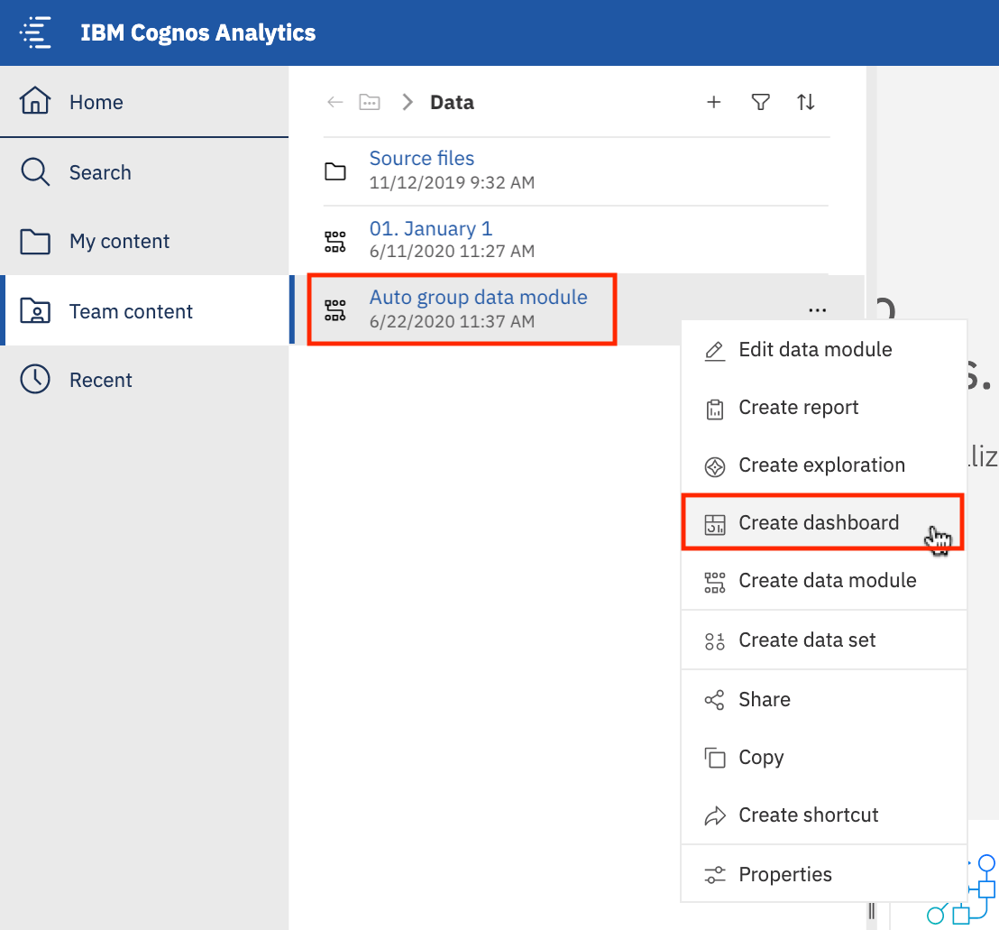 IBM Cognos Analytics
Home
Search
My content
Team content
Recent
Data
Source files
11/12/2019 9:32 AM
01. January 1
6/11/2020 11:27 AM
Auto group data module
6/22/2020 11:37 AM
Edit data module
Create report
Create exploration
Create dashboard
Create data module
Create data set
Share
Copy
Create shortcut
Properties